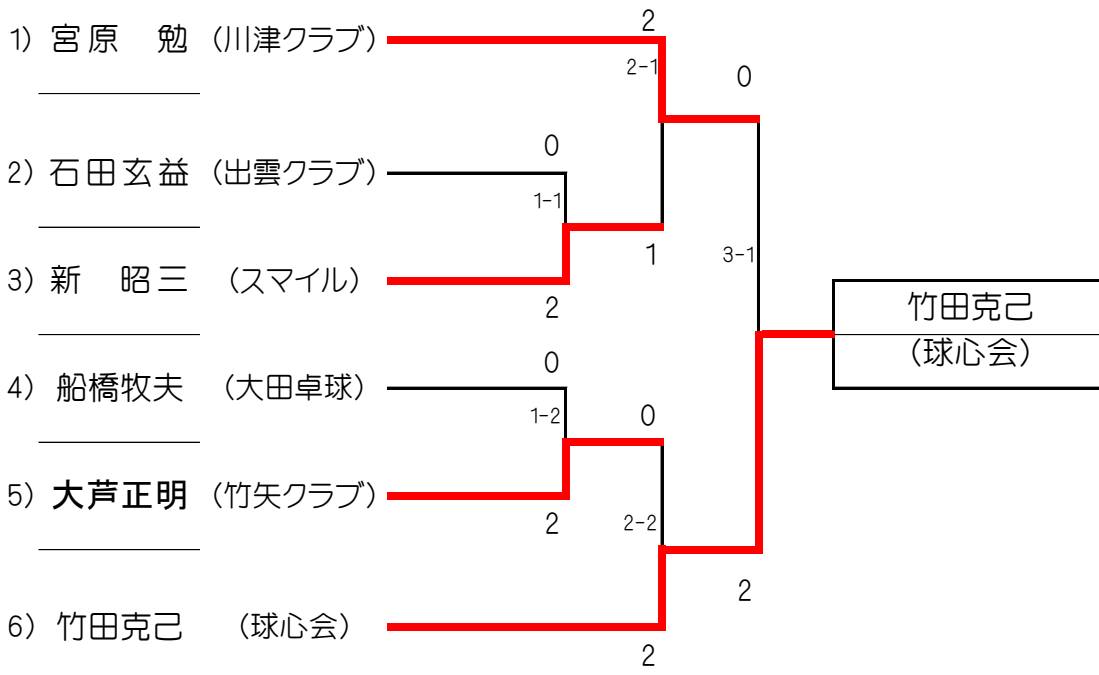 2
1) 宮原　勉 (川津クラブ)
2-1
0
0
2) 石田玄益 (出雲クラブ)
1-1
1
3-1
3) 新　昭三 (スマイル)
2
竹田克己
(球心会)
0
4) 船橋牧夫 (大田卓球)
1-2
0
5) 大芦正明 (竹矢クラブ)
2
2-2
2
6) 竹田克己 (球心会)
2